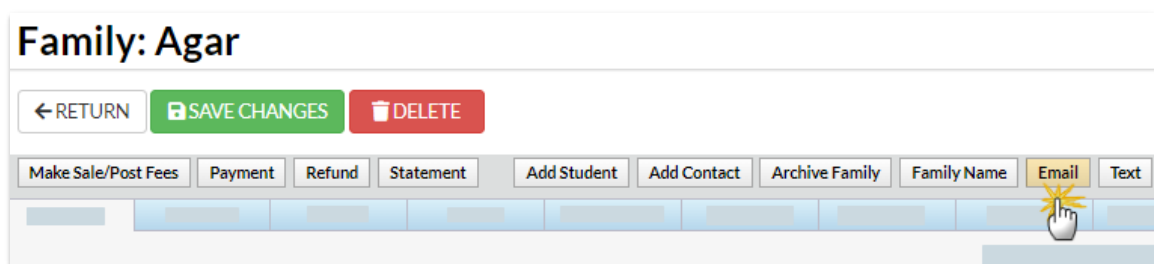 Family: Agar
RETURN SAVE CHANGES DELETE
Make Sale/Post Fees Payment Refund Statement Add Student Add Contact Archive Family Family Name Email Text